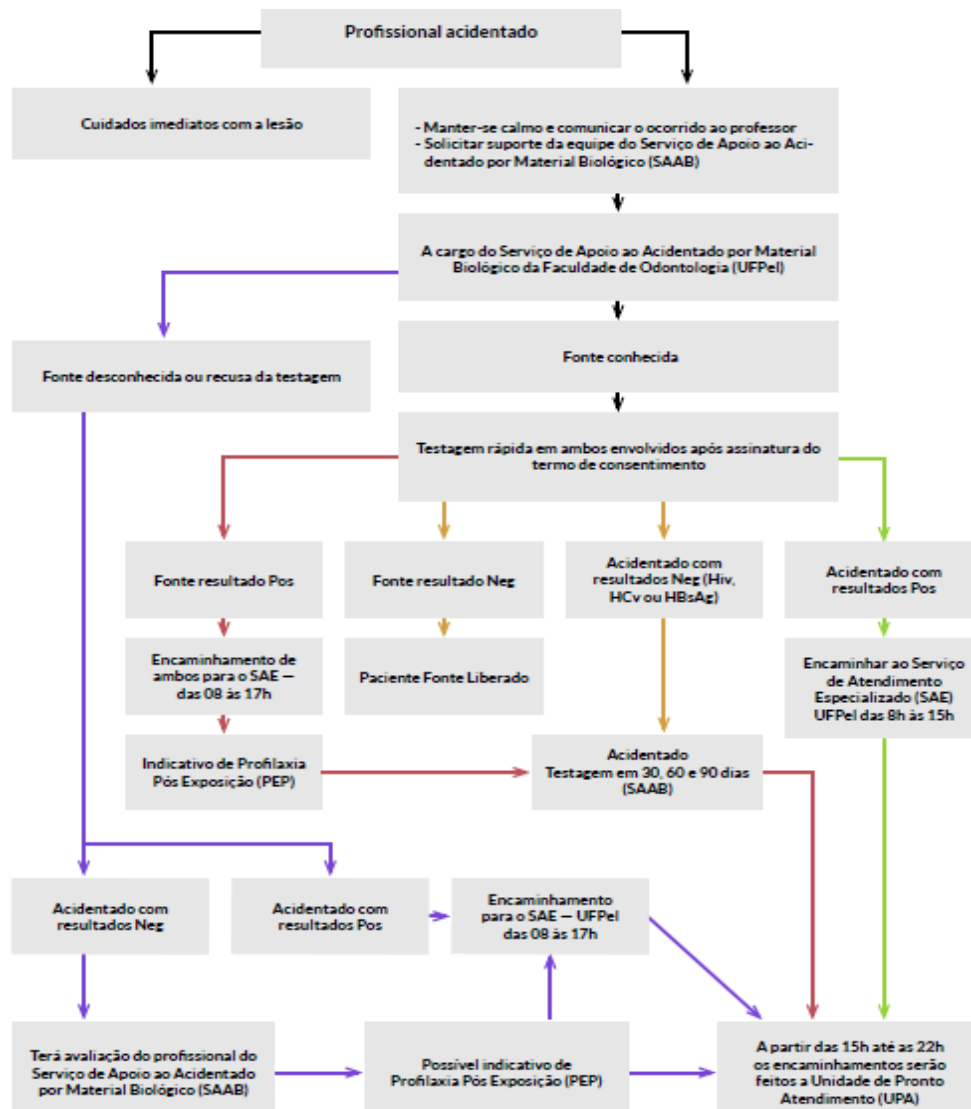 Profissional acidentado
Cuidados imediatos com a lesão
- Manter-se calmo e comunicar o ocorrido ao professor
- Solicitar suporte da equipe do Serviço de Apoio ao Aci-
dentado por Material Biológico (SAAB)
A cargo do Serviço de Apoio ao Acidentado por Material
Biológico da Faculdade de Odontologia (UFPel)
Fonte desconhecida ou recusa da testagem
Fonte conhecida
Testagem rápida em ambos envolvidos após assinatura do
termo de consentimento
Fonte resultado Pos
Fonte resultado Neg
Acidentado com
resultados Neg (Hiv,
HCv ou HBsAg)
Acidentado com
resultados Pos
Encaminhamento de
ambos para o SAE —
das 08 às 17h
Paciente Fonte Liberado
Encaminhar ao Serviço
de Atendimento
Especializado (SAE)
UFPel das 8h às 15h
Indicativo de Profilaxia
Pós Exposição (PEP)
Acidentado
Testagem em 30, 60 e 90 dias
(SAAB)
Acidentado com
resultados Neg
Acidentado com
resultados Pos
Encaminhamento
para o SAE — UFPel
das 08 às 17h
Terá avaliação do profissional do
Serviço de Apoio ao Acidentado
por Material Biológico (SAAB)
Possível indicativo de
Profilaxia Pós Exposição (PEP)
A partir das 15h até as 22h
os encaminhamentos serão
feitos a Unidade de Pronto
Atendimento (UPA)